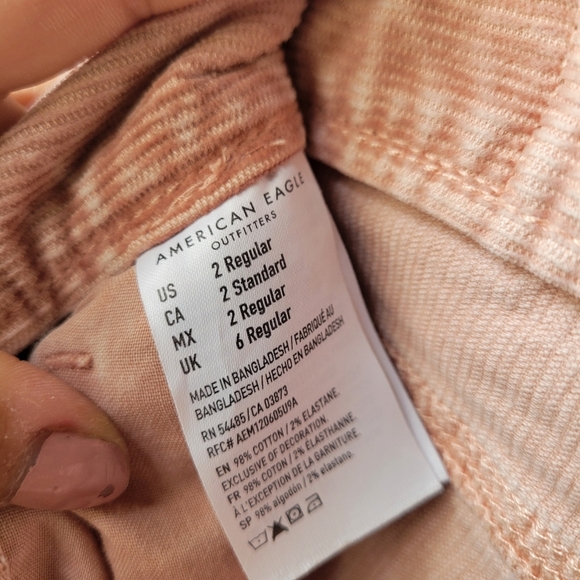 AMERICAN EAGLE
OUTFITTERS
US 2 Regular
CA 2 Standard
MX 2 Regular
UK 6 Regular
MADE IN BANGLADESH / FABRIQUÉ AU
BANGLADESH / HECHO EN BANGLADESH
RN 54485/CA 03873
RFC# AEM120605U9A
EN 98% COTTON / 2% ELASTANE.
EXCLUSIVE OF DECORATION.
FR 98% COTON / 2% ÉLASTHANNE.
À L'EXCEPTION DE LA GARNITURE.
SP 98% algodón / 2% elastano.